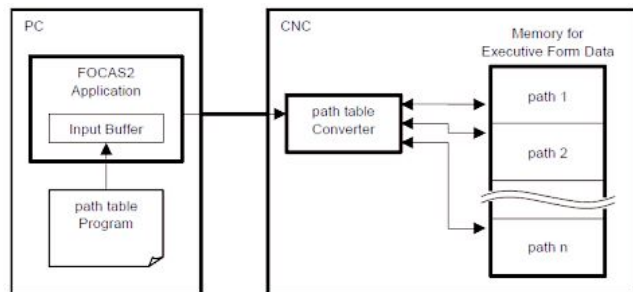 PC
FOCAS2
Application
Input Buffer
path table
Program
CNC
path table
Converter
Memory for
Executive Form Data
path 1
path 2
path n